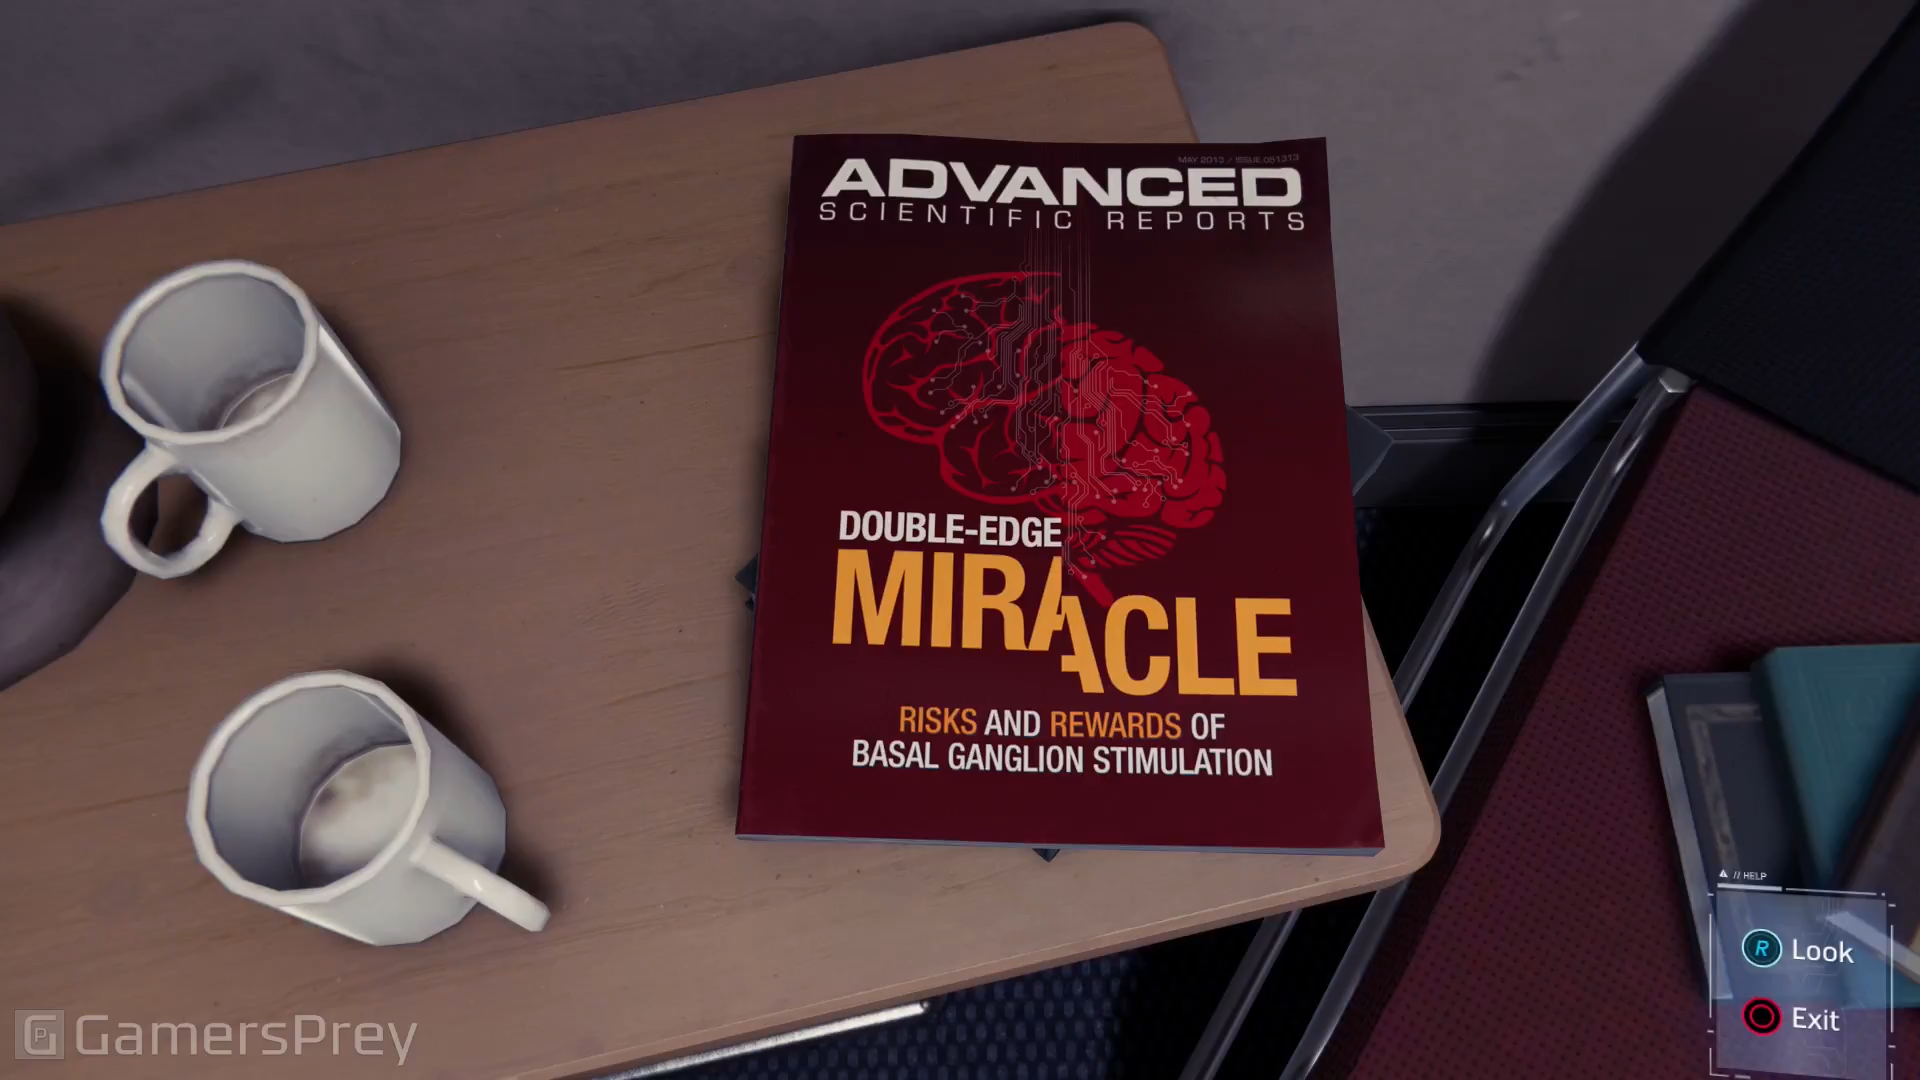 MAY 2013 / ISSUE.051313
ADVANCED
SCIENTIFIC REPORTS
DOUBLE-EDGE
MIRACLE
RISKS AND REWARDS OF
BASAL GANGLION STIMULATION
// HELP
R Look
Exit
GamersPrey